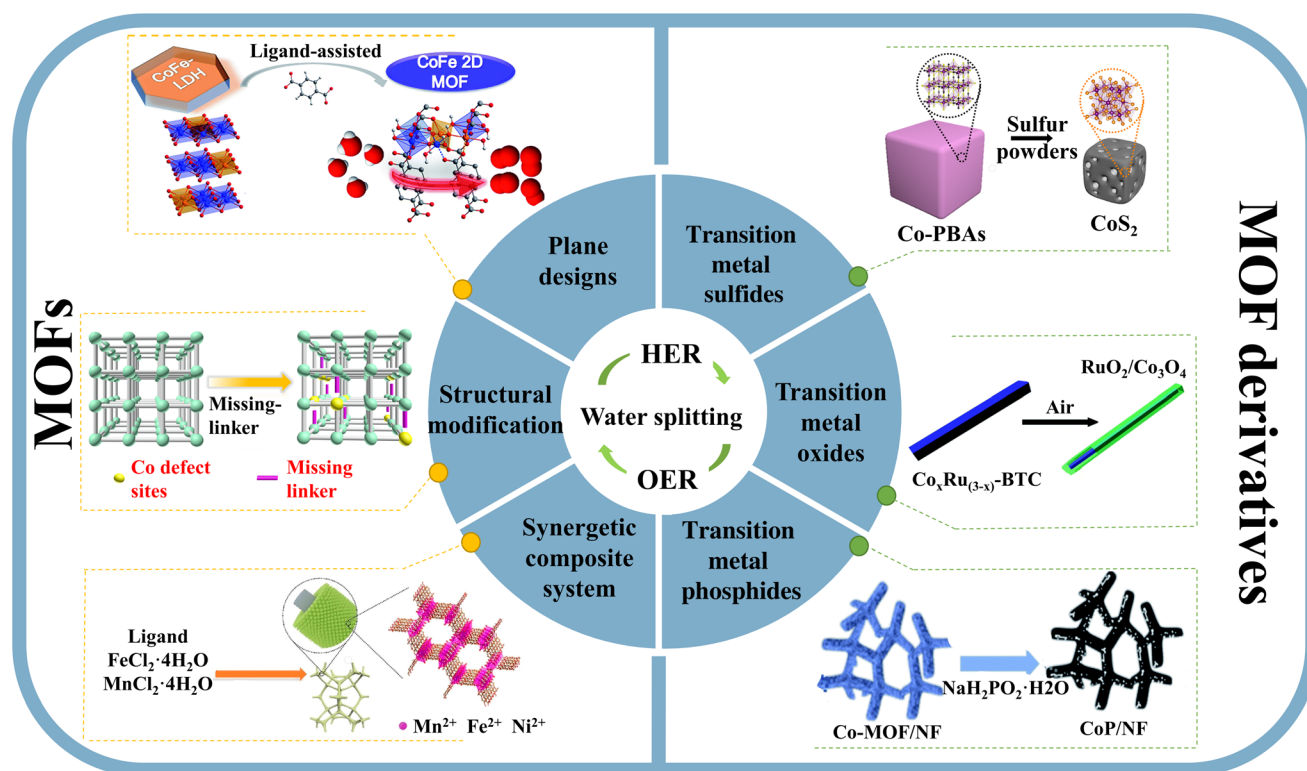 MOFs
Ligand-assisted
CoFe-
LDH
CoFe 2D
MOF
Missing-
linker
Co defect
sites
Missing
linker
Ligand
FeCl₂·4H₂O
MnCl₂·4H₂O
Mn²⁺ Fe²⁺ Ni²⁺
Plane
designs
Structural
modification
Synergetic
composite
system
HER
Water splitting
OER
Transition
metal
sulfides
Transition
metal
oxides
Transition
metal
phosphides
Sulfur
powders
Co-PBAs
CoS₂
RuO₂/Co₃O₄
Air
CoₓRu₍₃₋ₓ₎-BTC
NaH₂PO₂·H2O
Co-MOF/NF
CoP/NF
MOF derivatives